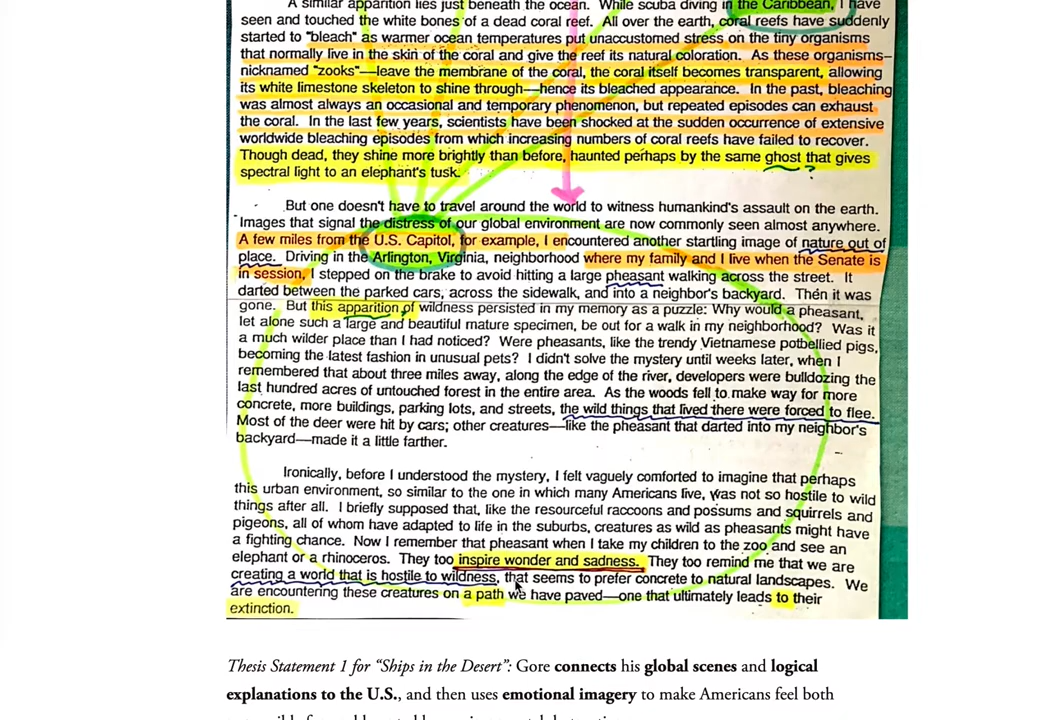 A similar apparition lies just beneath the ocean. While scuba diving in the Caribbean, I have
seen and touched the white bones of a dead coral reef. All over the earth, coral reefs have suddenly
started to "bleach" as warmer ocean temperatures put unaccustomed stress on the tiny organisms
that normally live in the skin of the coral and give the reef its natural coloration. As these organisms–
nicknamed "zooks"—leave the membrane of the coral, the coral itself becomes transparent, allowing
its white limestone skeleton to shine through—hence its bleached appearance. In the past, bleaching
was almost always an occasional and temporary phenomenon, but repeated episodes can exhaust
the coral. In the last few years, scientists have been shocked at the sudden occurrence of extensive
worldwide bleaching episodes from which increasing numbers of coral reefs have failed to recover.
Though dead, they shine more brightly than before, haunted perhaps by the same ghost that gives
spectral light to an elephant's tusk.
?
But one doesn't have to travel around the world to witness humankind's assault on the earth.
Images that signal the distress of our global environment are now commonly seen almost anywhere.
A few miles from the U.S. Capitol, for example, I encountered another startling image of nature out of
place. Driving in the Arlington, Virginia, neighborhood where my family and I live when the Senate is
in session, I stepped on the brake to avoid hitting a large pheasant walking across the street. It
darted between the parked cars, across the sidewalk, and into a neighbor's backyard. Then it was
gone. But this apparition of wildness persisted in my memory as a puzzle: Why would a pheasant,
let alone such a large and beautiful mature specimen, be out for a walk in my neighborhood? Was it
a much wilder place than I had noticed? Were pheasants, like the trendy Vietnamese potbellied pigs,
becoming the latest fashion in unusual pets? I didn't solve the mystery until weeks later, when I
remembered that about three miles away, along the edge of the river, developers were bulldozing the
last hundred acres of untouched forest in the entire area. As the woods fell to make way for more
concrete, more buildings, parking lots, and streets, the wild things that lived there were forced to flee.
Most of the deer were hit by cars; other creatures—like the pheasant that darted into my neighbor's
backyard—made it a little farther.
Ironically, before I understood the mystery, I felt vaguely comforted to imagine that perhaps
this urban environment, so similar to the one in which many Americans live, was not so hostile to wild
things after all. I briefly supposed that, like the resourceful raccoons and possums and squirrels and
pigeons, all of whom have adapted to life in the suburbs, creatures as wild as pheasants might have
a fighting chance. Now I remember that pheasant when I take my children to the zoo and see an
elephant or a rhinoceros. They too inspire wonder and sadness. They too remind me that we are
creating a world that is hostile to wildness, that seems to prefer concrete to natural landscapes. We
are encountering these creatures on a path we have paved—one that ultimately leads to their
extinction.
Thesis Statement 1 for "Ships in the Desert": Gore connects his global scenes and logical
explanations to the U.S., and then uses emotional imagery to make Americans feel both